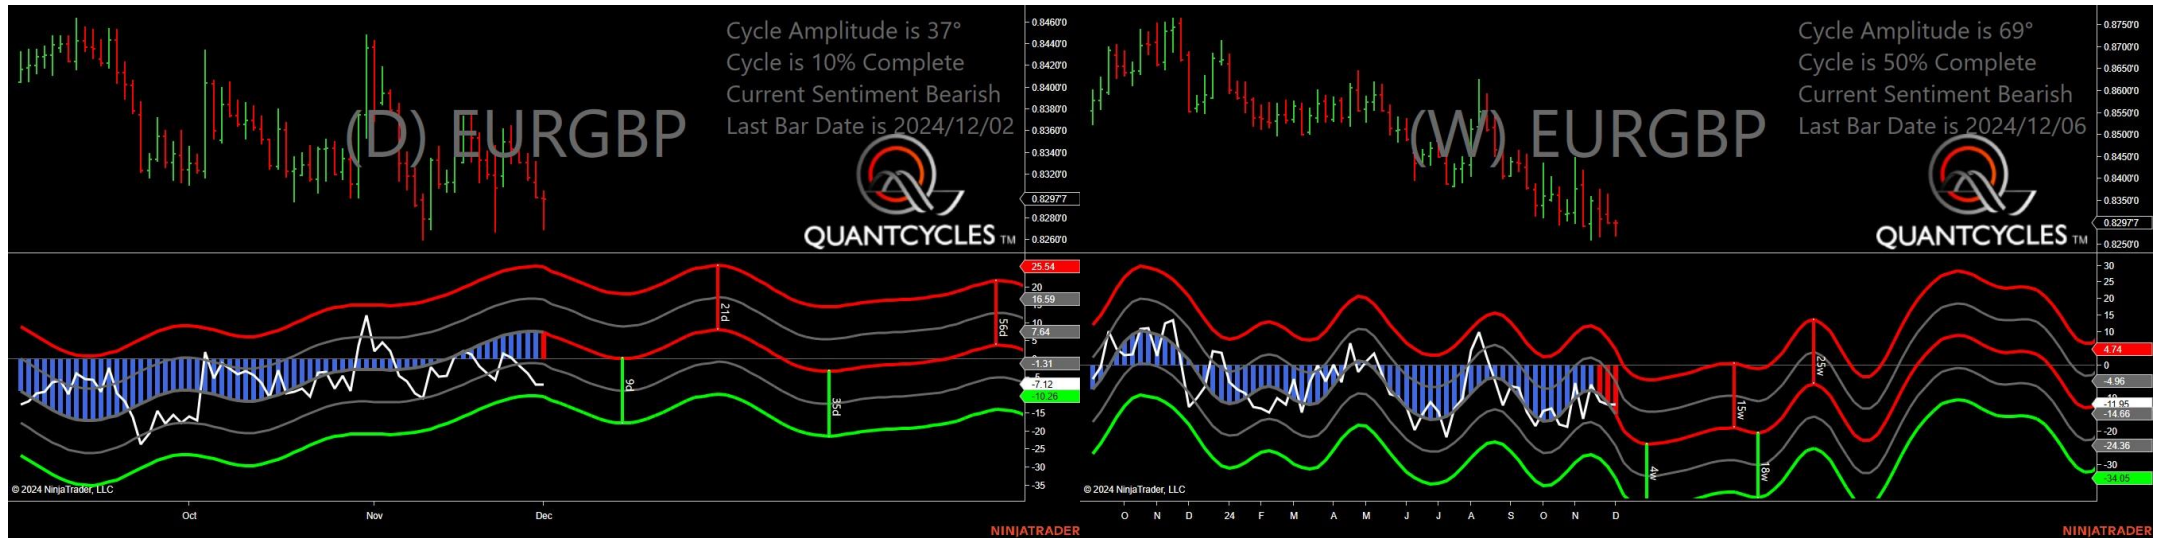 Cycle Amplitude is 37°
Cycle is 10% Complete
Current Sentiment Bearish
Last Bar Date is 2024/12/02
(D) EURGBP
QUANTCYCLES TM
0.8460'0
0.8440'0
0.8420'0
0.8400'0
0.8380'0
0.8360'0
0.8340'0
0.8320'0
0.8297'7
0.8280'0
0.8260'0
25.54
20
16.59
10
7.64
5
-1.31
-7.12
-10.26
-15
-20
-25
-30
-35
21d
56d
9d
35d
© 2024 NinjaTrader, LLC
Oct Nov Dec
NINJATRADER
Cycle Amplitude is 69°
Cycle is 50% Complete
Current Sentiment Bearish
Last Bar Date is 2024/12/06
(W) EURGBP
QUANTCYCLES TM
0.8750'0
0.8700'0
0.8650'0
0.8600'0
0.8550'0
0.8500'0
0.8450'0
0.8400'0
0.8350'0
0.8297'7
0.8250'0
30
25
20
15
10
4.74
0
-4.96
-11.95
-14.66
-20
-24.36
-30
-34.05
25w
15w
4w
18w
© 2024 NinjaTrader, LLC
O N D 24 F M A M J J A S O N D
NINJATRADER